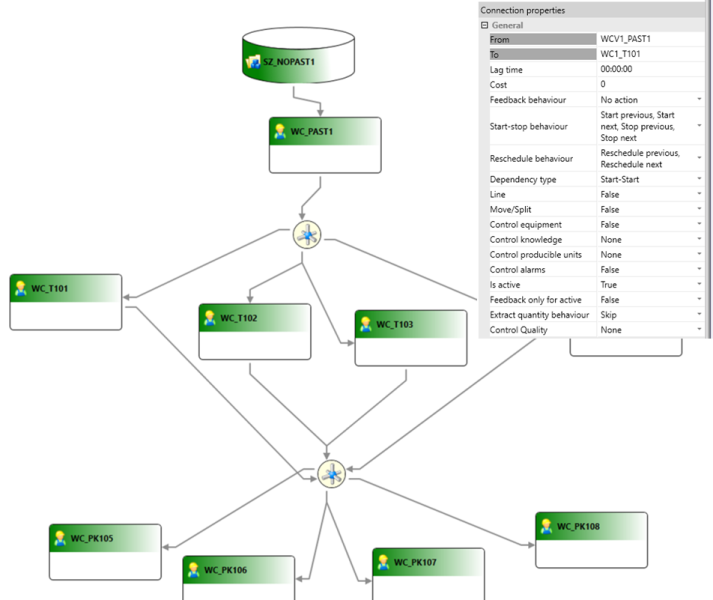 Connection properties
General
From WCV1_PAST1
To WC1_T101
Lag time 00:00:00
Cost 0
Feedback behaviour No action
Start-stop behaviour Start previous, Start
next, Stop previous,
Stop next
Reschedule behaviour Reschedule previous,
Reschedule next
Dependency type Start-Start
Line False
Move/Split False
Control equipment False
Control knowledge None
Control producible units None
Control alarms False
Is active True
Feedback only for active False
Extract quantity behaviour Skip
Control Quality None
SZ_NOPAST1
WC_PAST1
WC_T101
WC_T102
WC_T103
WC_PK105
WC_PK106
WC_PK107
WC_PK108